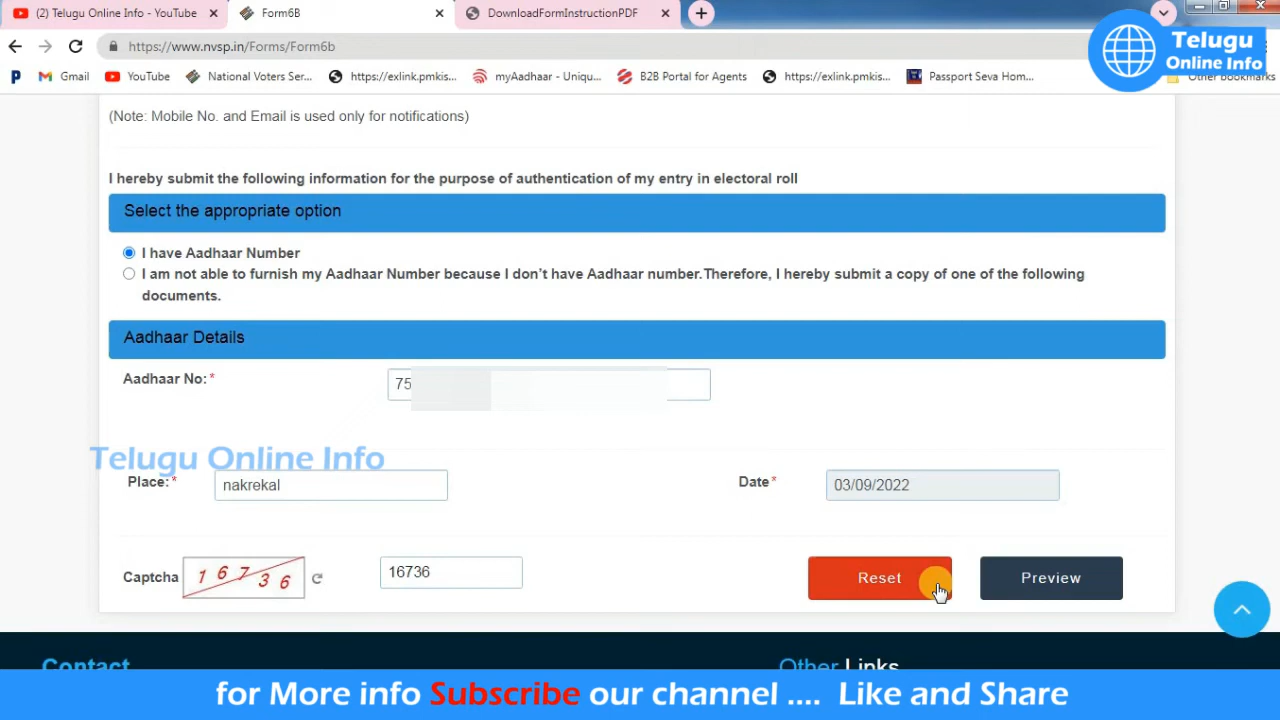 (2) Telugu Online Info - YouTube
Form6B
DownloadFormInstructionPDF
https://www.nvsp.in/Forms/Form6b
Gmail
YouTube
National Voters Ser...
https://exlink.pmkis...
myAadhaar - Uniqu...
B2B Portal for Agents
https://exlink.pmkis...
Passport Seva Hom...
Other bookmarks
Telugu
Online Info
(Note: Mobile No. and Email is used only for notifications)
I hereby submit the following information for the purpose of authentication of my entry in electoral roll
Select the appropriate option
I have Aadhaar Number
I am not able to furnish my Aadhaar Number because I don't have Aadhaar number.Therefore, I hereby submit a copy of one of the following
documents.
Aadhaar Details
Aadhaar No:*
75
Telugu Online Info
Place:*
nakrekal
Date*
03/09/2022
Captcha
16736
16736
Reset
Preview
Contact
Other Links
for More info Subscribe our channel .... Like and Share